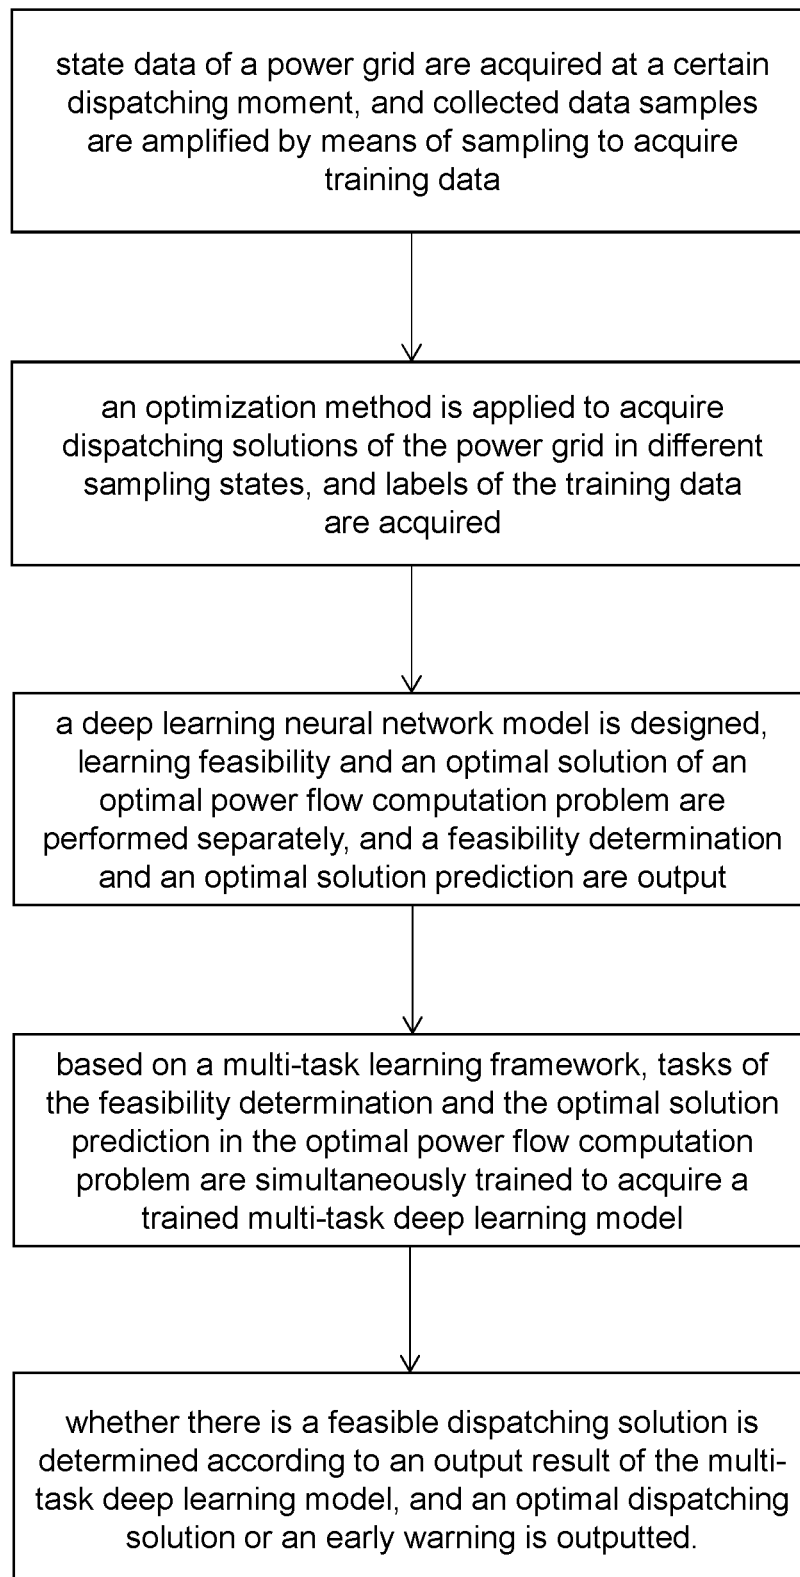 state data of a power grid are acquired at a certain
dispatching moment, and collected data samples
are amplified by means of sampling to acquire
training data
an optimization method is applied to acquire
dispatching solutions of the power grid in different
sampling states, and labels of the training data
are acquired
a deep learning neural network model is designed,
learning feasibility and an optimal solution of an
optimal power flow computation problem are
performed separately, and a feasibility determination
and an optimal solution prediction are output
based on a multi-task learning framework, tasks of
the feasibility determination and the optimal solution
prediction in the optimal power flow computation
problem are simultaneously trained to acquire a
trained multi-task deep learning model
whether there is a feasible dispatching solution is
determined according to an output result of the multi-
task deep learning model, and an optimal dispatching
solution or an early warning is outputted.